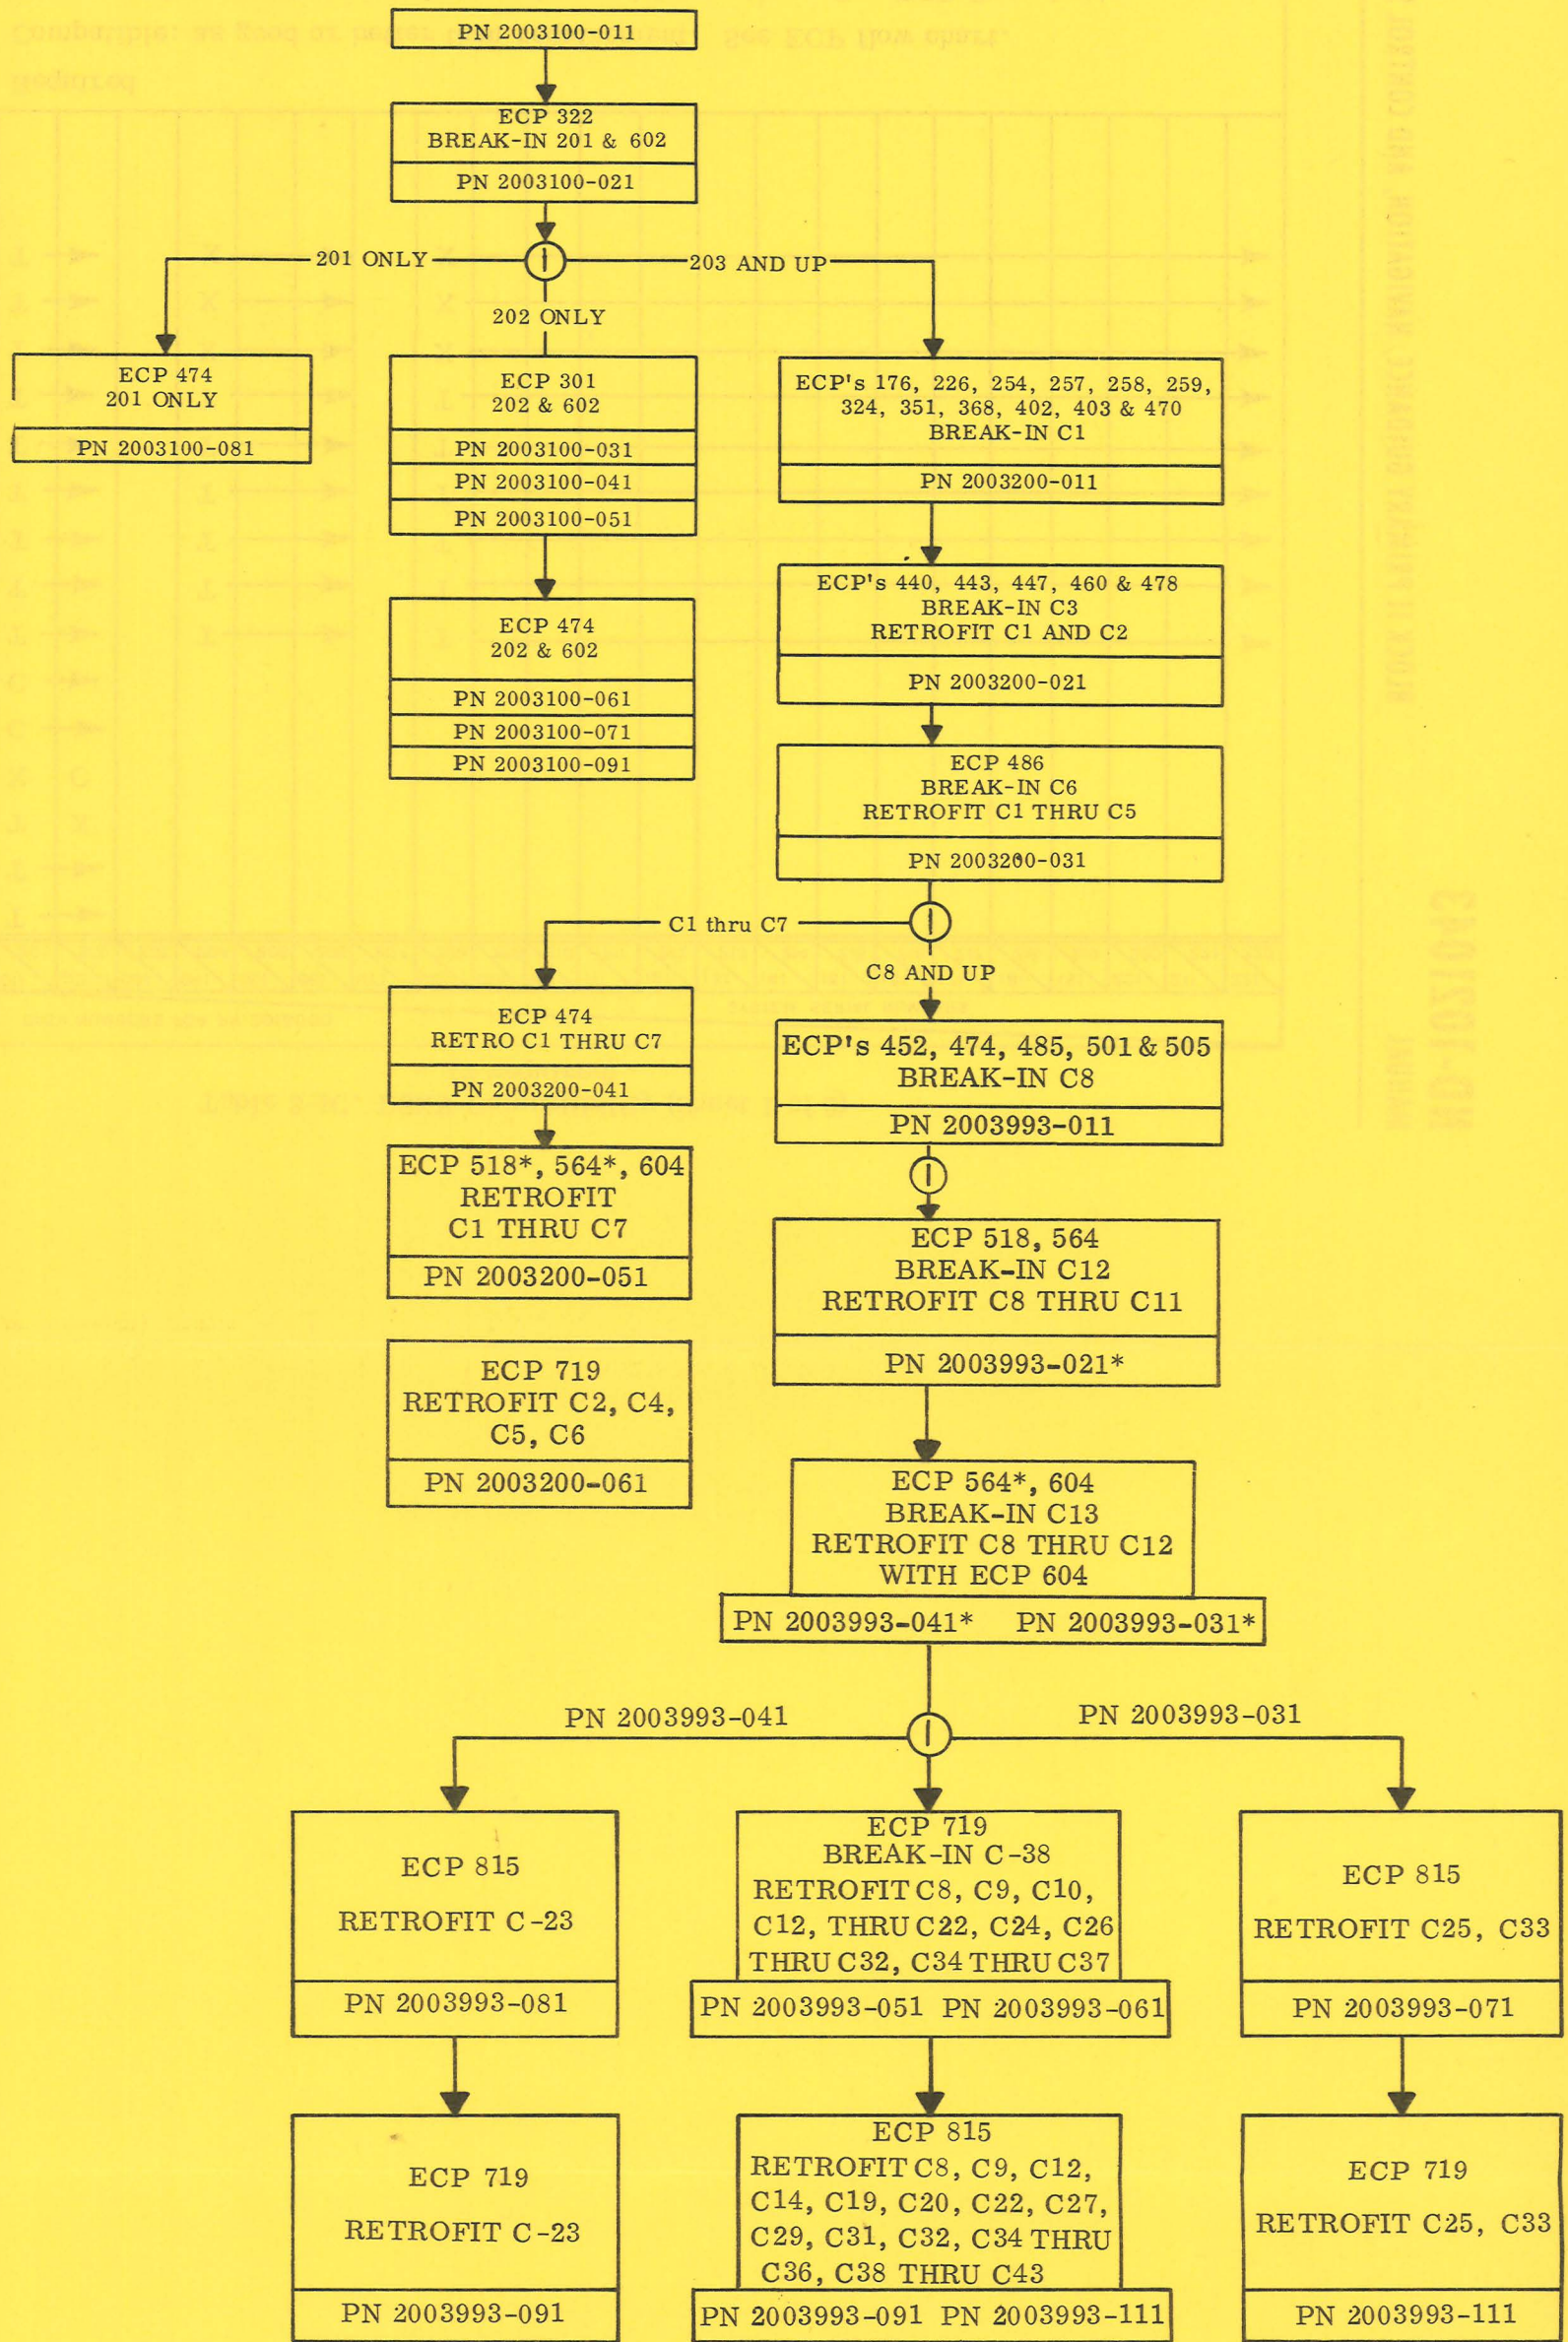 PN 2003100-011
ECP 322
BREAK-IN 201 & 602
PN 2003100-021
201 ONLY
203 AND UP
202 ONLY
ECP 474
201 ONLY
PN 2003100-081
ECP 301
202 & 602
PN 2003100-031
PN 2003100-041
PN 2003100-051
ECP 474
202 & 602
PN 2003100-061
PN 2003100-071
PN 2003100-091
ECP's 176, 226, 254, 257, 258, 259,
324, 351, 368, 402, 403 & 470
BREAK-IN C1
PN 2003200-011
ECP's 440, 443, 447, 460 & 478
BREAK-IN C3
RETROFIT C1 AND C2
PN 2003200-021
ECP 486
BREAK-IN C6
RETROFIT C1 THRU C5
PN 2003200-031
C1 thru C7
C8 AND UP
ECP 474
RETRO C1 THRU C7
PN 2003200-041
ECP 518*, 564*, 604
RETROFIT
C1 THRU C7
PN 2003200-051
ECP 719
RETROFIT C2, C4,
C5, C6
PN 2003200-061
ECP's 452, 474, 485, 501 & 505
BREAK-IN C8
PN 2003993-011
ECP 518, 564
BREAK-IN C12
RETROFIT C8 THRU C11
PN 2003993-021*
ECP 564*, 604
BREAK-IN C13
RETROFIT C8 THRU C12
WITH ECP 604
PN 2003993-041* PN 2003993-031*
PN 2003993-041
PN 2003993-031
ECP 815
RETROFIT C-23
PN 2003993-081
ECP 719
BREAK-IN C-38
RETROFIT C8, C9, C10,
C12, THRU C22, C24, C26
THRU C32, C34 THRU C37
PN 2003993-051 PN 2003993-061
ECP 815
RETROFIT C25, C33
PN 2003993-071
ECP 719
RETROFIT C-23
PN 2003993-091
ECP 815
RETROFIT C8, C9, C12,
C14, C19, C20, C22, C27,
C29, C31, C32, C34 THRU
C36, C38 THRU C43
PN 2003993-091 PN 2003993-111
ECP 719
RETROFIT C25, C33
PN 2003993-111